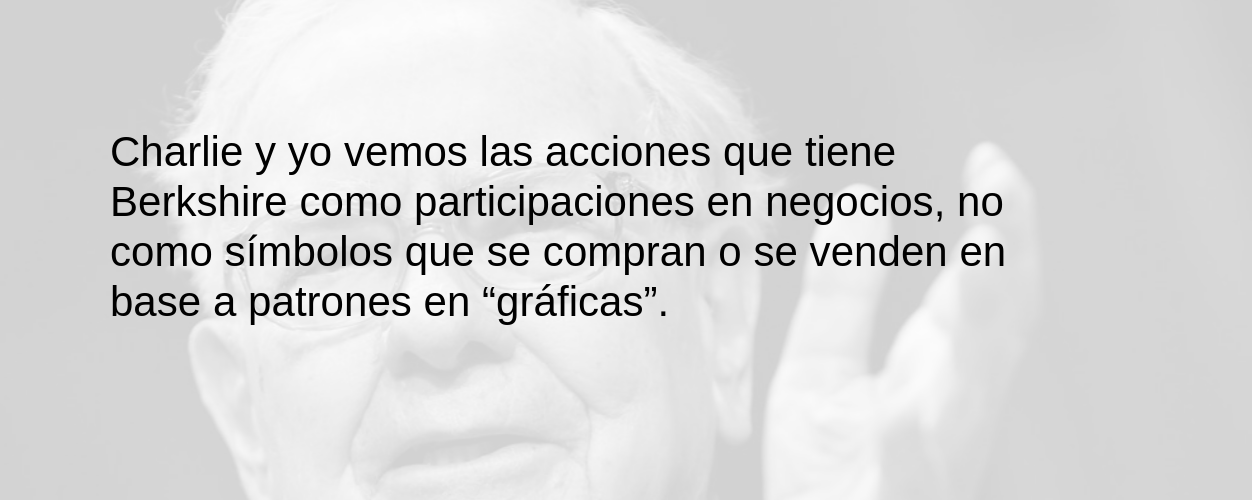 Charlie y yo vemos las acciones que tiene
Berkshire como participaciones en negocios, no
como símbolos que se compran o se venden en
base a patrones en “gráficas”.